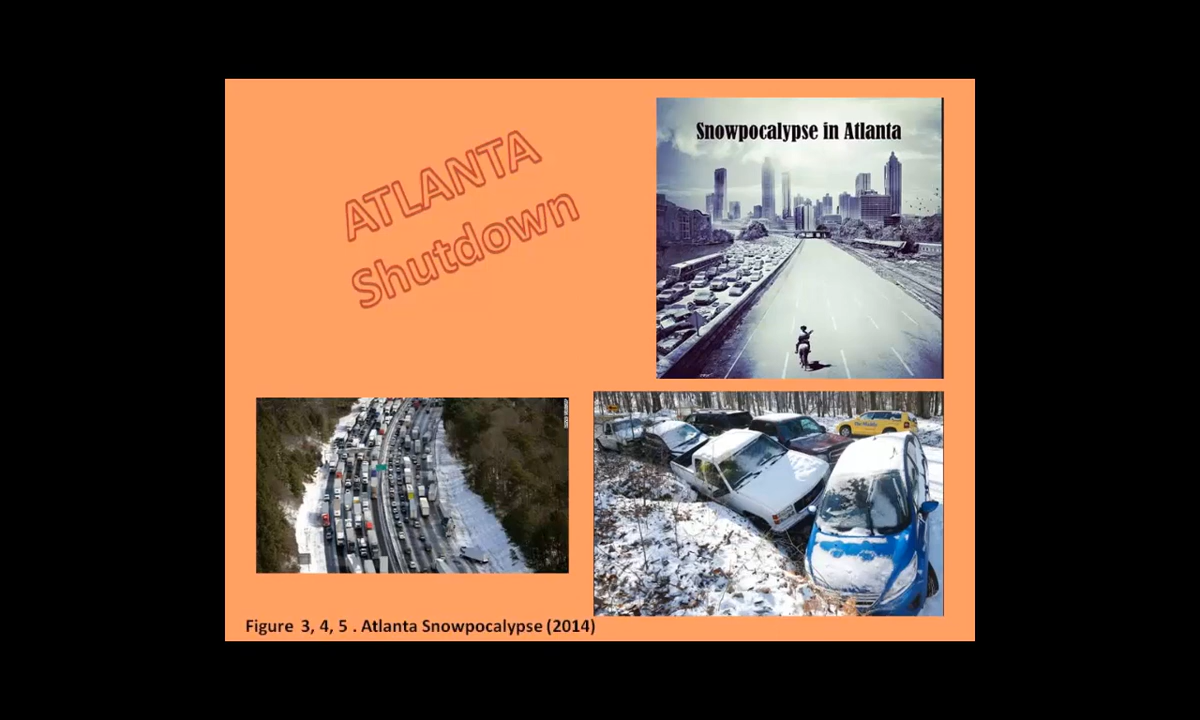 ATLANTA
Shutdown
Snowpocalypse in Atlanta
Figure 3, 4, 5 . Atlanta Snowpocalypse (2014)